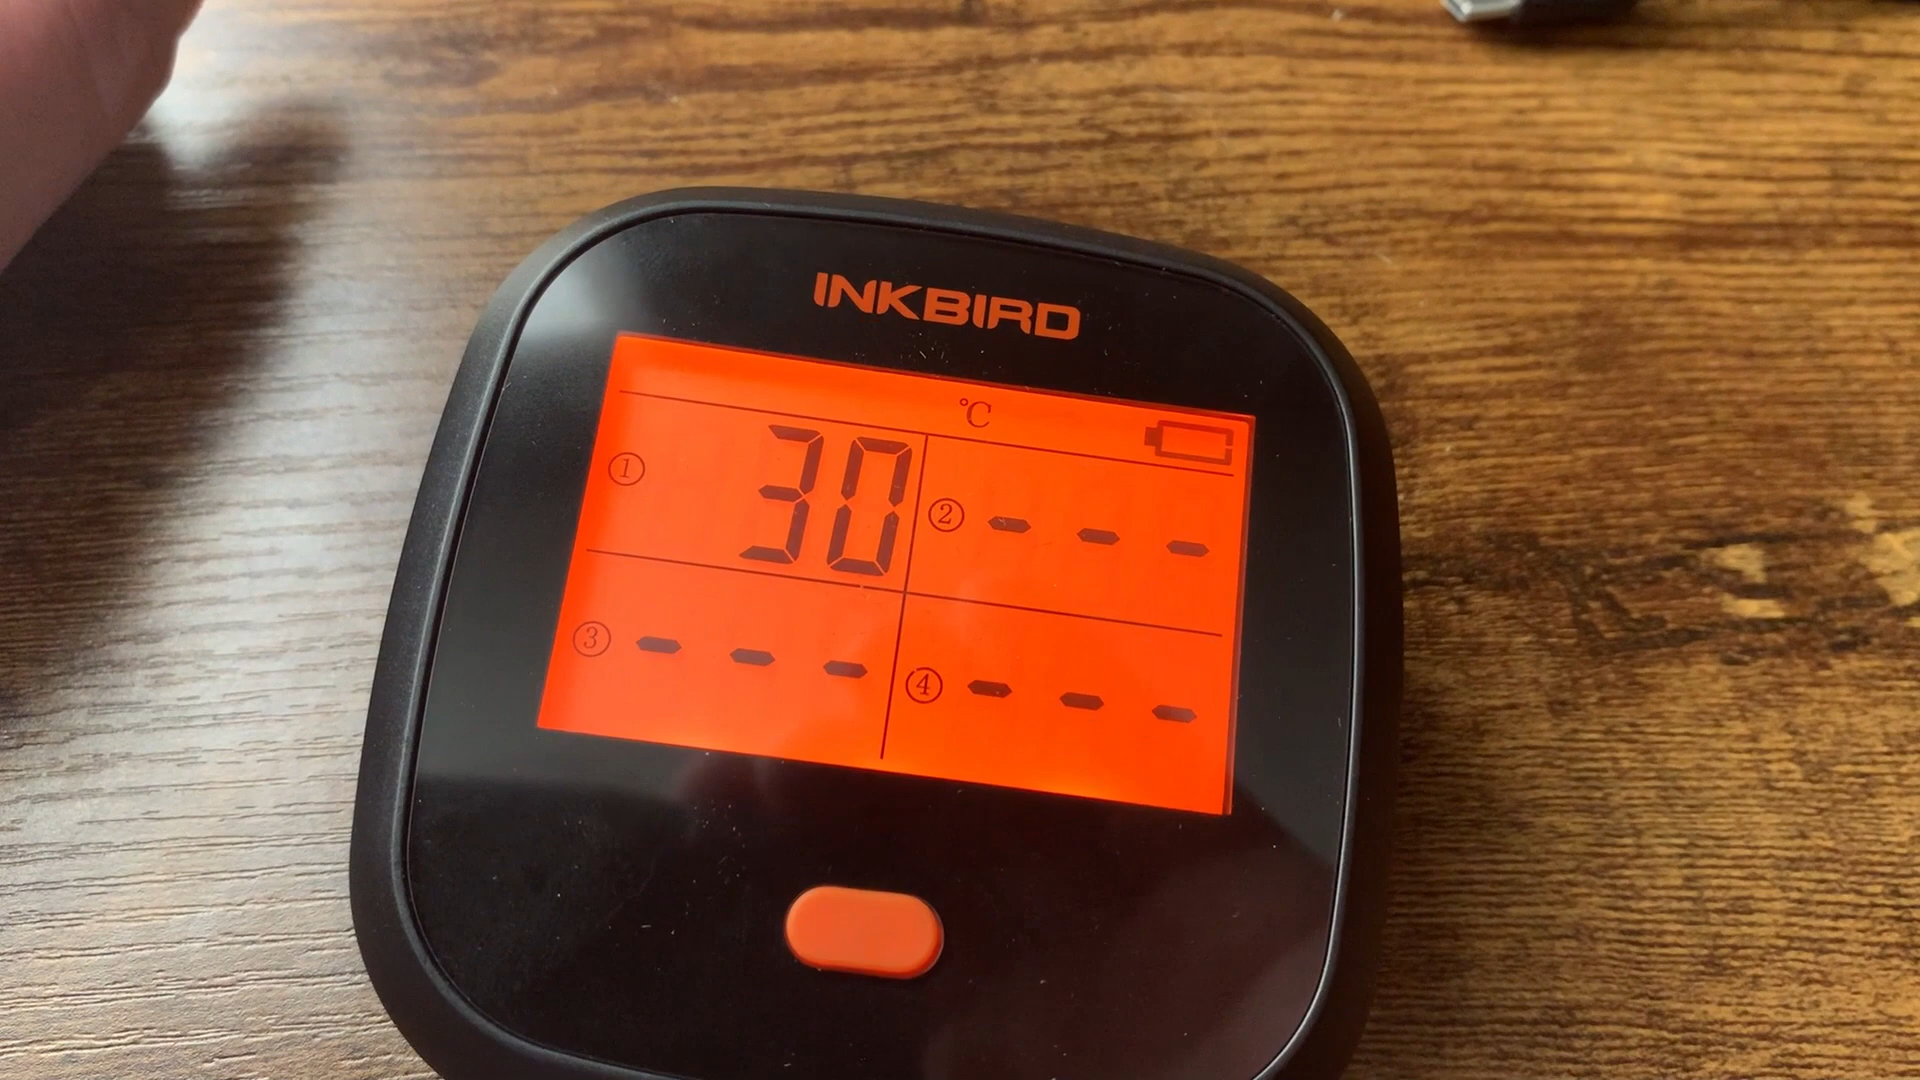 INKBIRD
℃
① 30
② - - -
③ - - -
④ - - -